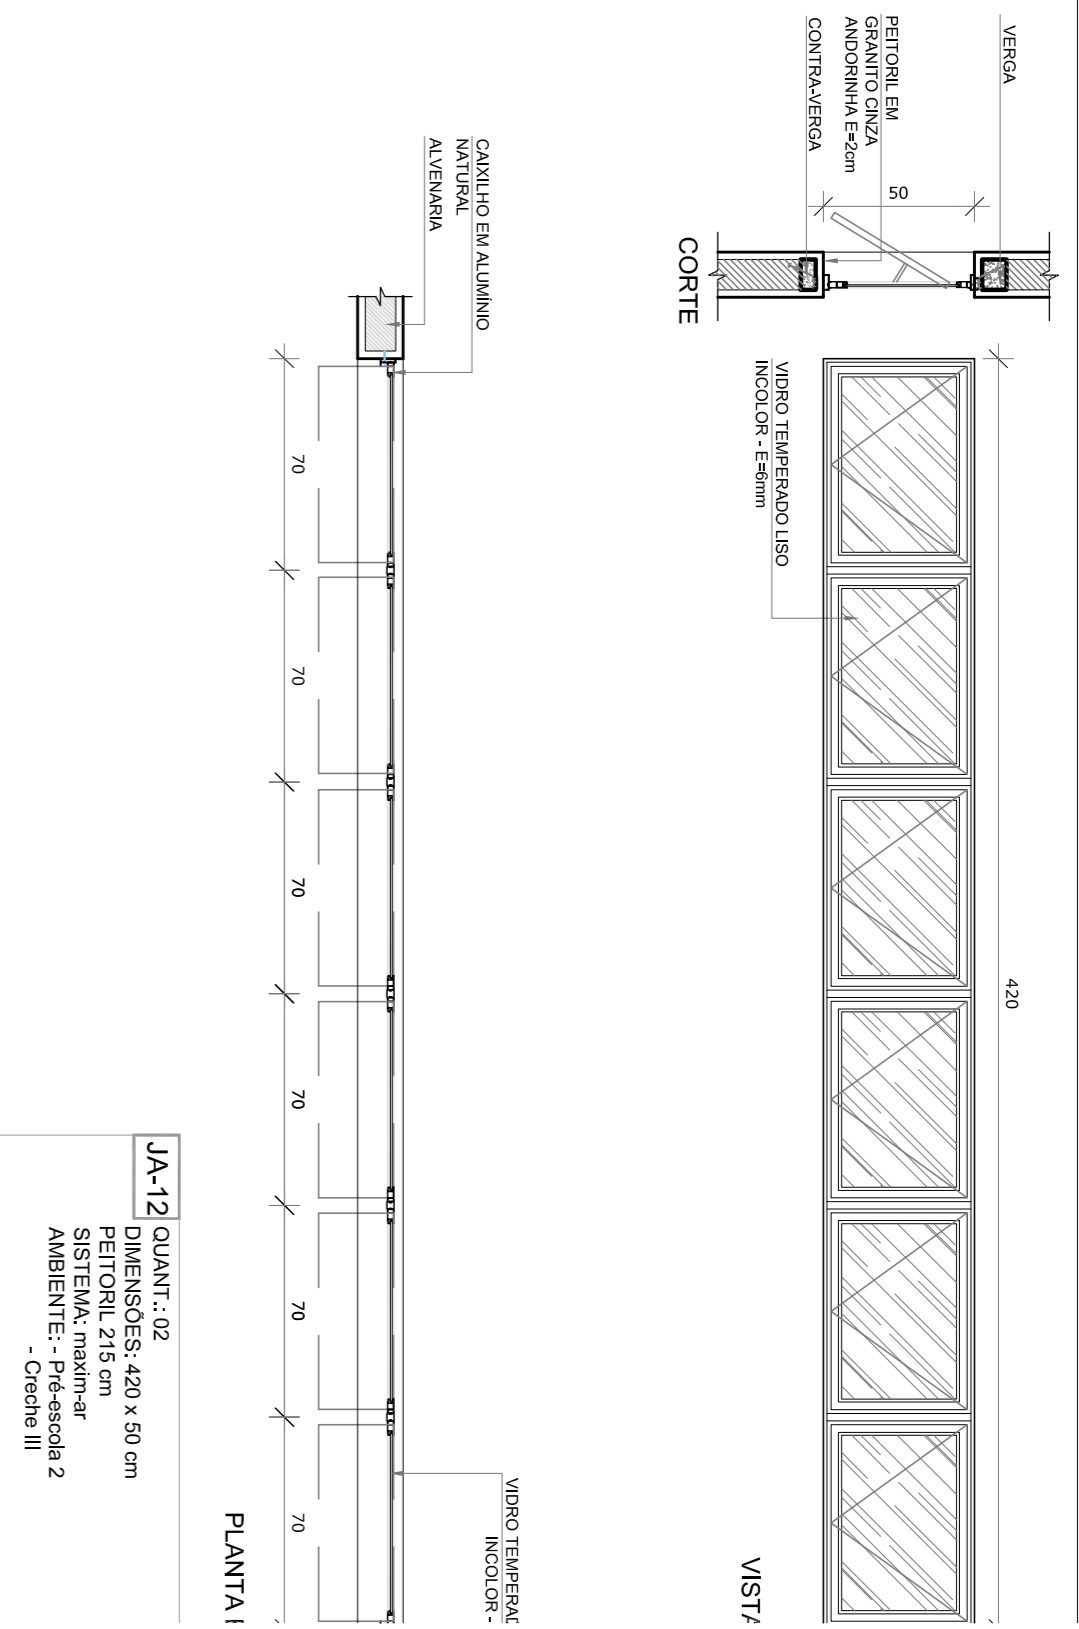 VERGA
PEITORIL EM
GRANITO CINZA
ANDORINHA E=2cm
CONTRA-VERGA
50
CORTE
420
VIDRO TEMPERADO LISO
INCOLOR - E=6mm
VISTA
CAIXILHO EM ALUMÍNIO
NATURAL
ALVENARIA
70
70
70
70
70
70
INCOLOR -
PLANTA
JA-12
QUANT.: 02
DIMENSÕES: 420 x 50 cm
PEITORIL 215 cm
SISTEMA: maxim-ar
AMBIENTE: - Pré-escola 2
- Creche III